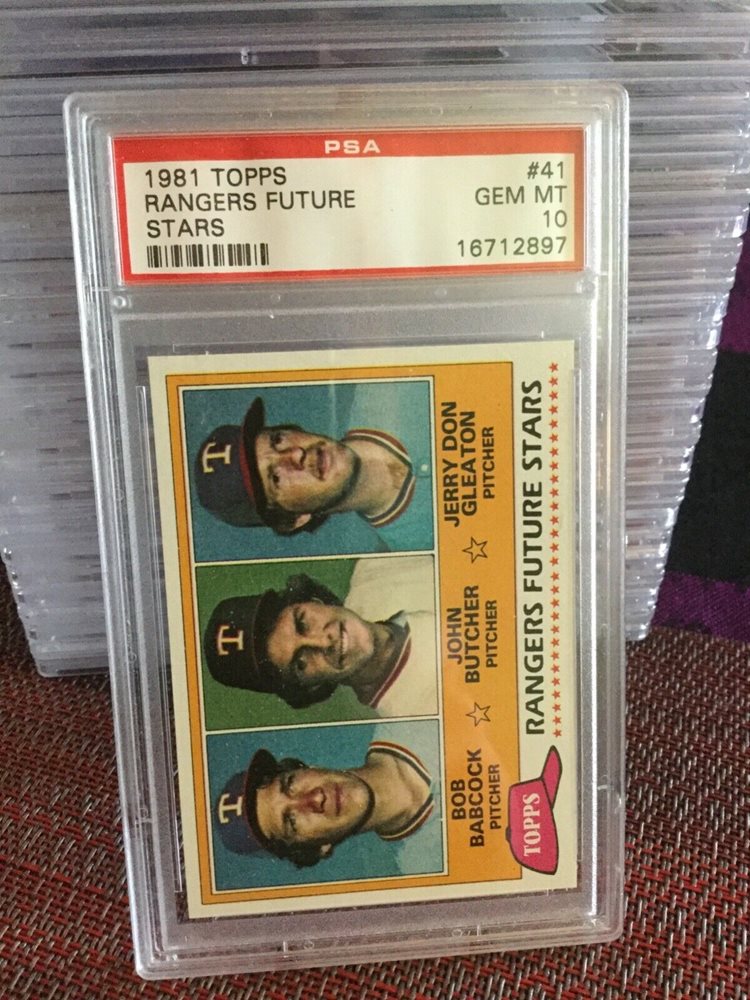 PSA
1981 TOPPS #41
RANGERS FUTURE GEM MT
STARS 10
16712897
T
T
T
BOB
BABCOCK
PITCHER
JOHN
BUTCHER
PITCHER
JERRY DON
GLEATON
PITCHER
TOPPS
RANGERS FUTURE STARS